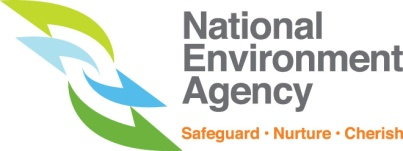 National
Environment
Agency
Safeguard • Nurture • Cherish